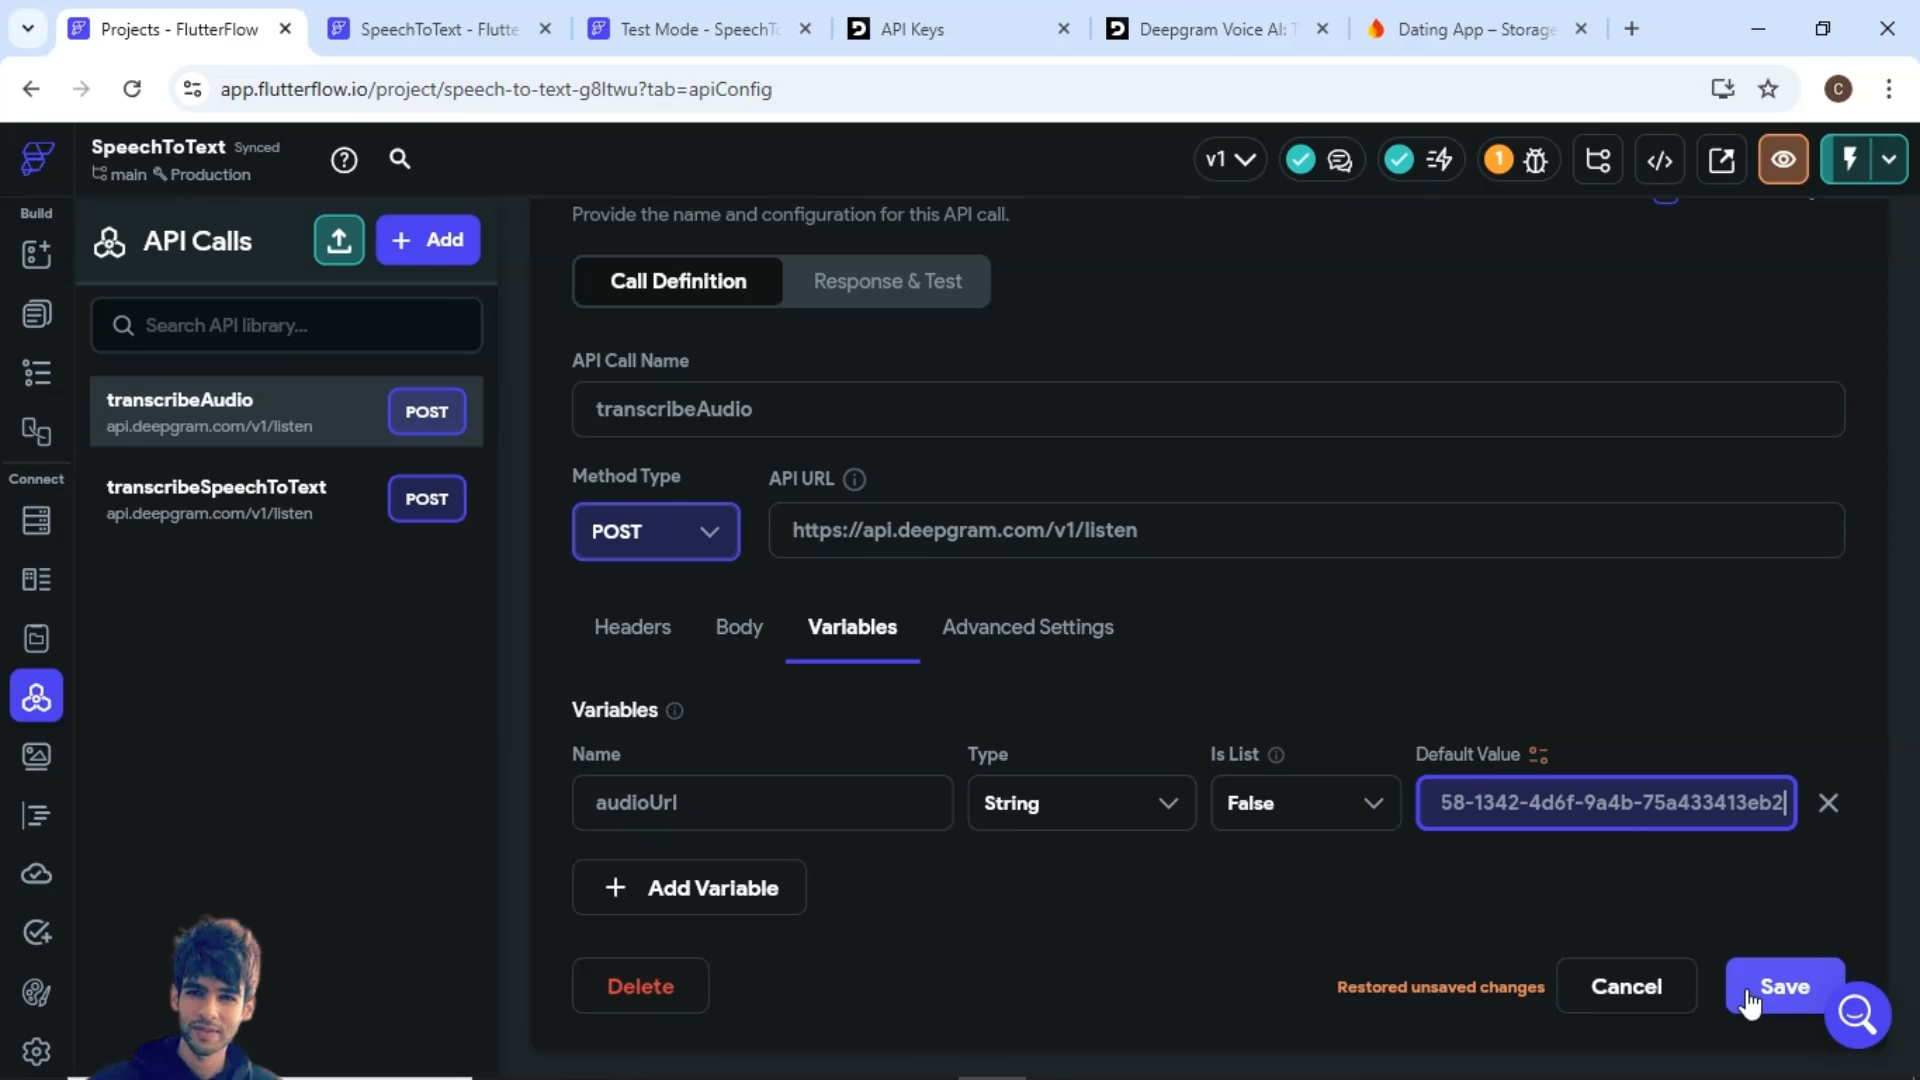 Projects - FlutterFlow
SpeechToText - Flutte
Test Mode - SpeechTo
API Keys
Deepgram Voice AI: T
Dating App – Storage
app.flutterflow.io/project/speech-to-text-g8ltwu?tab=apiConfig
C
SpeechToText Synced
main Production
v1
1
Build
API Calls
+ Add
Search API library...
transcribeAudio
api.deepgram.com/v1/listen
POST
transcribeSpeechToText
api.deepgram.com/v1/listen
POST
Connect
Provide the name and configuration for this API call.
Call Definition
Response & Test
API Call Name
transcribeAudio
Method Type
API URL
POST
https://api.deepgram.com/v1/listen
Headers
Body
Variables
Advanced Settings
Variables
Name
Type
Is List
Default Value
audioUrl
String
False
58-1342-4d6f-9a4b-75a433413eb2
+ Add Variable
Delete
Restored unsaved changes
Cancel
Save